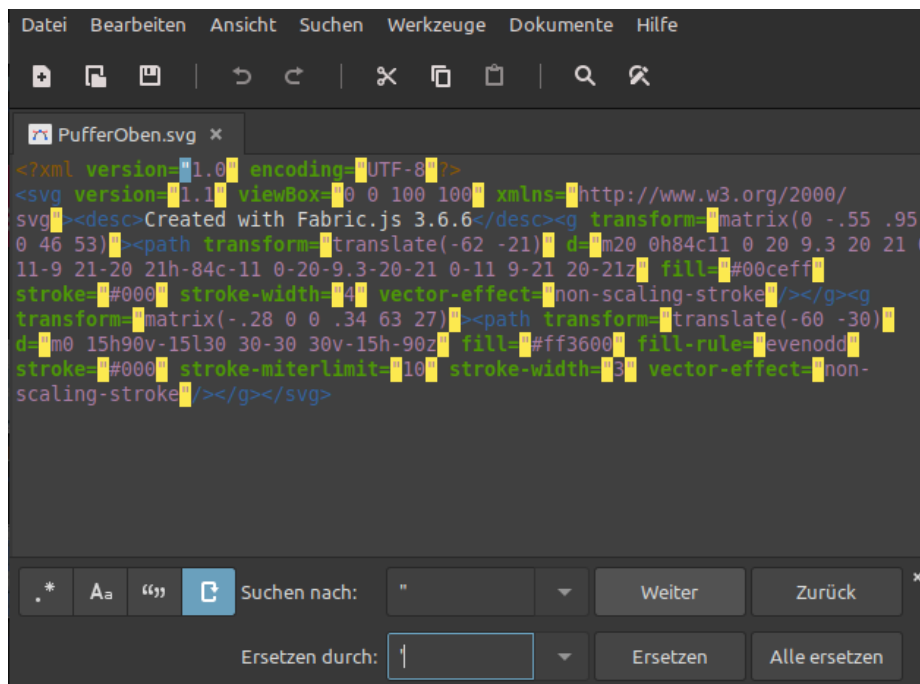 Datei Bearbeiten Ansicht Suchen Werkzeuge Dokumente Hilfe
PufferOben.svg ×
<?xml version="1.0" encoding="UTF-8"?>
<svg version="1.1" viewBox="0 0 100 100" xmlns="http://www.w3.org/2000/
svg"><desc>Created with Fabric.js 3.6.6</desc><g transform="matrix(0 -.55 .95
0 46 53)"><path transform="translate(-62 -21)" d="m20 0h84c11 0 20 9.3 20 21
11-9 21-20 21h-84c-11 0-20-9.3-20-21 0-11 9-21 20-21z" fill="#00ceff"
stroke="#000" stroke-width="4" vector-effect="non-scaling-stroke"/></g><g
transform="matrix(-.28 0 0 .34 63 27)"><path transform="translate(-60 -30)"
d="m0 15h90v-15l30 30-30 30v-15h-90z" fill="#ff3600" fill-rule="evenodd"
stroke="#000" stroke-miterlimit="10" stroke-width="3" vector-effect="non-
scaling-stroke"/></g></svg>
.* Aa “” Suchen nach: " Weiter Zurück
Ersetzen durch: ' Ersetzen Alle ersetzen